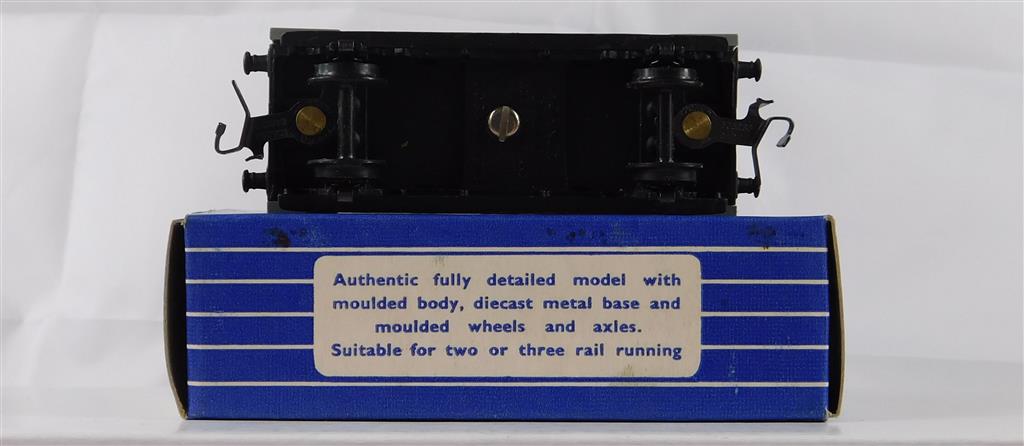 Authentic fully detailed model with
moulded body, diecast metal base and
moulded wheels and axles.
Suitable for two or three rail running